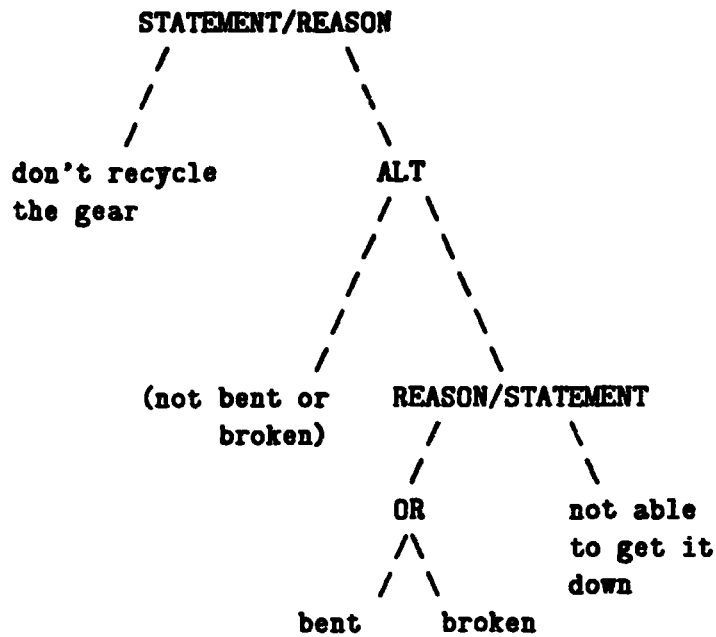 STATEMENT/REASON
don't recycle
the gear
ALT
(not bent or
broken)
REASON/STATEMENT
OR
not able
to get it
down
bent broken